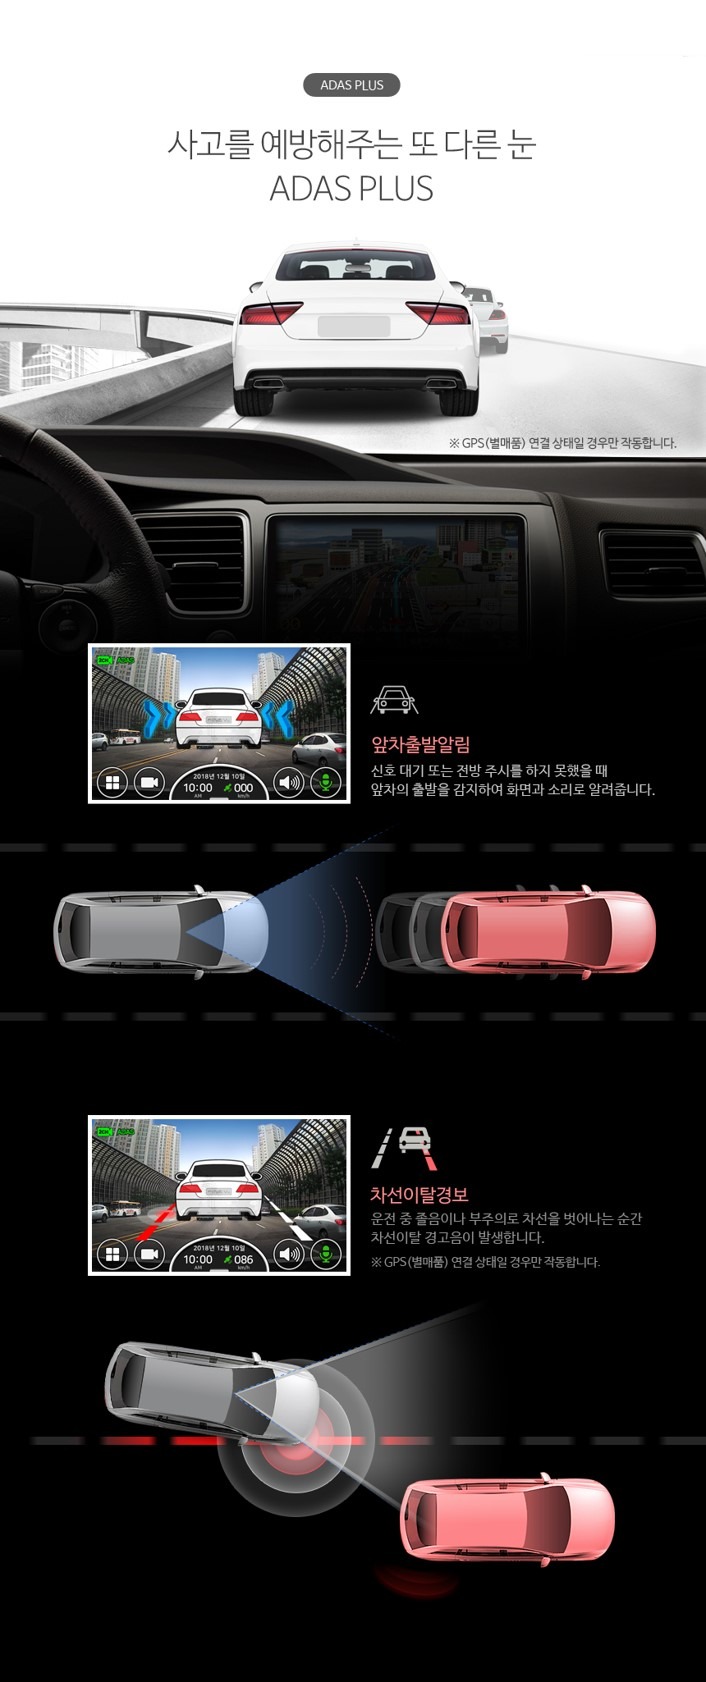 ADAS PLUS
사고를 예방해주는 또 다른 눈
ADAS PLUS
※ GPS(별매품) 연결 상태일 경우만 작동합니다.
2CH ADAS
2018년 12월 10일
10:00 000
AM km/h
앞차출발알림
신호 대기 또는 전방 주시를 하지 못했을 때
앞차의 출발을 감지하여 화면과 소리로 알려줍니다.
2CH ADAS
2018년 12월 10일
10:00 086
AM km/h
차선이탈경보
운전 중 졸음이나 부주의로 차선을 벗어나는 순간
차선이탈 경고음이 발생합니다.
※ GPS(별매품) 연결 상태일 경우만 작동합니다.